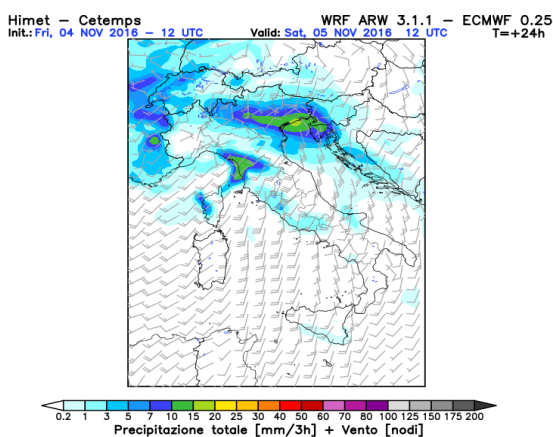 Himet – Cetemps WRF ARW 3.1.1 – ECMWF 0.25
Init.: Fri, 04 NOV 2016 – 12 UTC Valid: Sat, 05 NOV 2016 12 UTC T=+24h
0.2 1 3 5 7 10 15 20 25 30 40 50 60 70 80 100 125 150 175 200
Precipitazione totale [mm/3h] + Vento [nodi]